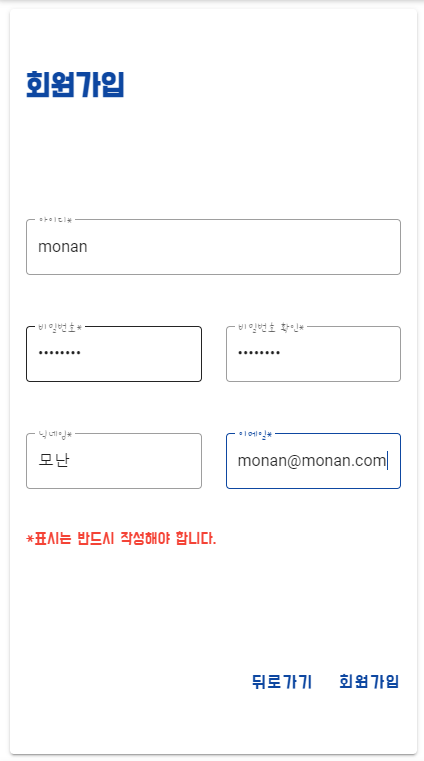 회원가입
아이디*
monan
비밀번호*
••••••••
비밀번호 확인*
••••••••
닉네임*
모난
이메일*
monan@monan.com
*표시는 반드시 작성해야 합니다.
뒤로가기 회원가입